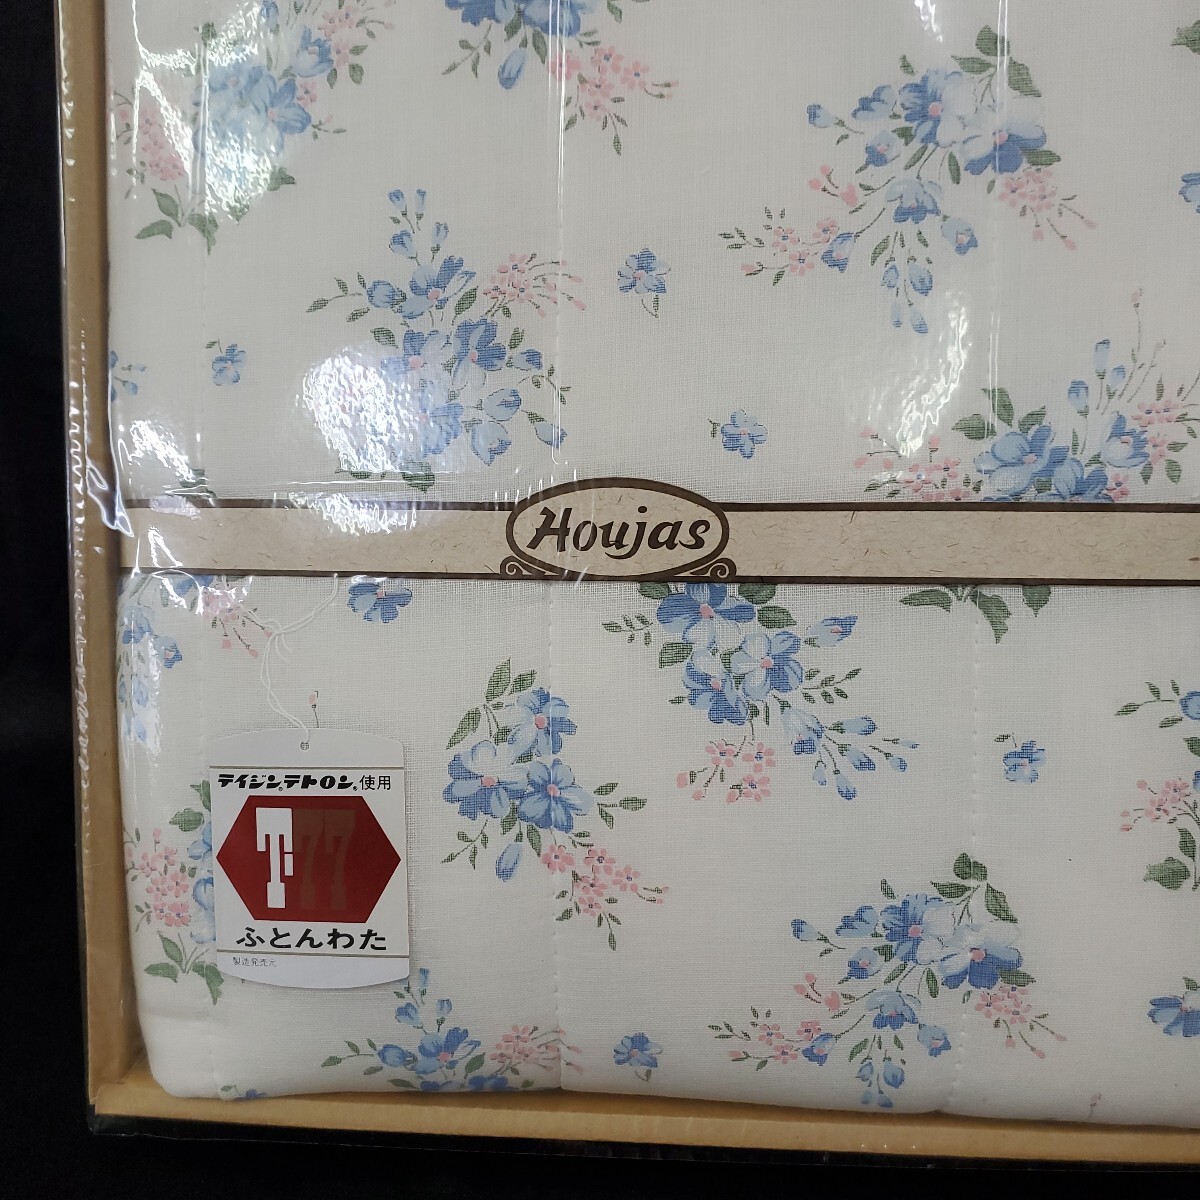 Houjas
テイジン®テトロン®使用
T-77
ふとんわた
製造発売元